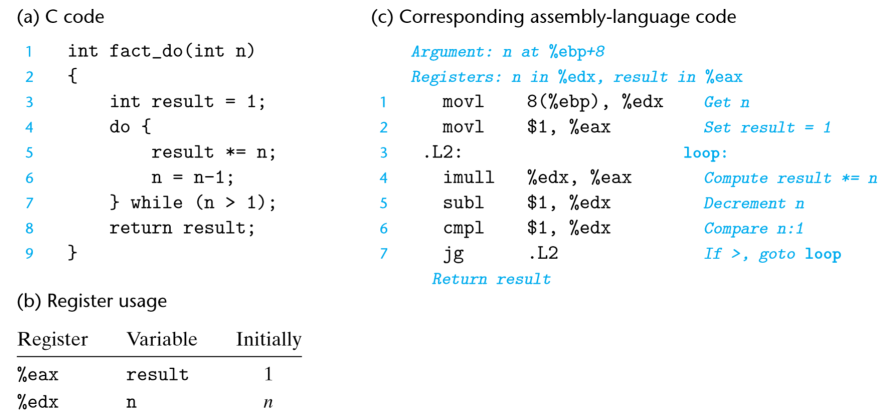 (a) C code
1 int fact_do(int n)
2 {
3 int result = 1;
4 do {
5 result *= n;
6 n = n-1;
7 } while (n > 1);
8 return result;
9 }
(b) Register usage
Register Variable Initially
%eax result 1
%edx n n
(c) Corresponding assembly-language code
Argument: n at %ebp+8
Registers: n in %edx, result in %eax
1 movl 8(%ebp), %edx Get n
2 movl $1, %eax Set result = 1
3 .L2: loop:
4 imull %edx, %eax Compute result *= n
5 subl $1, %edx Decrement n
6 cmpl $1, %edx Compare n:1
7 jg .L2 If >, goto loop
Return result